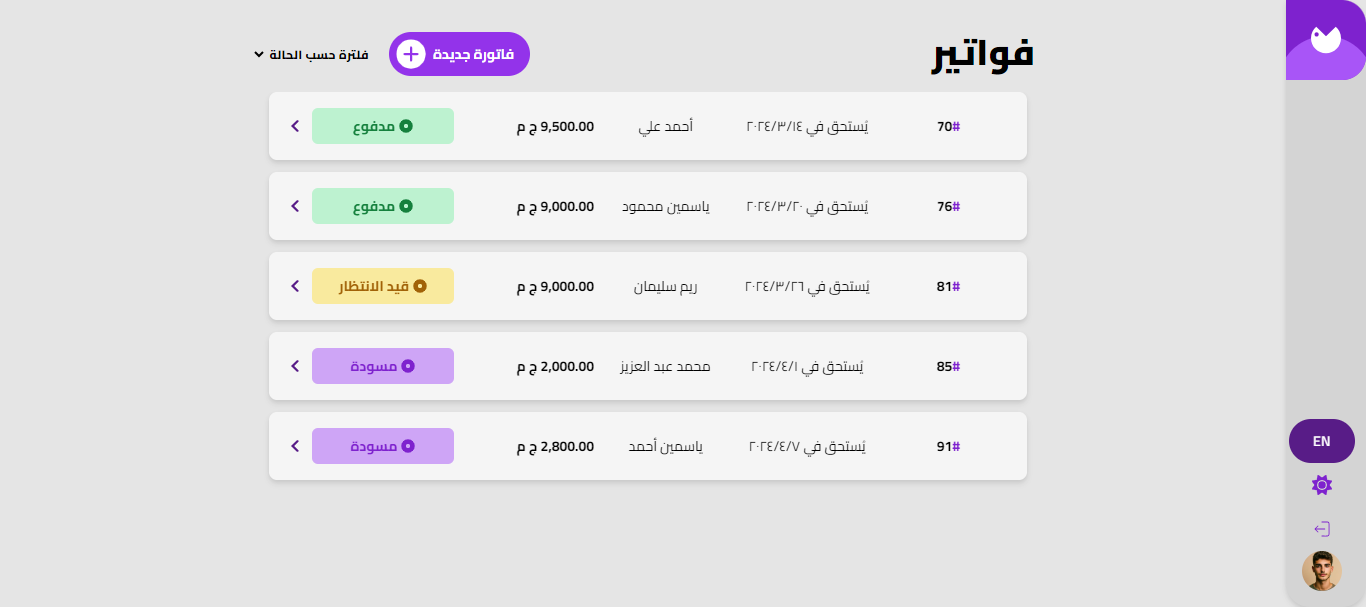 فواتير
فاتورة جديدة
فلترة حسب الحالة
#70 يُستحق في ٢٠٢٤/٣/١٤ أحمد علي 9,500.00 ج م مدفوع
#76 يُستحق في ٢٠٢٤/٣/٢٠ ياسمين محمود 9,000.00 ج م مدفوع
#81 يُستحق في ٢٠٢٤/٣/٢٦ ريم سليمان 9,000.00 ج م قيد الانتظار
#85 يُستحق في ٢٠٢٤/٤/١ محمد عبد العزيز 2,000.00 ج م مسودة
#91 يُستحق في ٢٠٢٤/٤/٧ ياسمين أحمد 2,800.00 ج م مسودة
EN